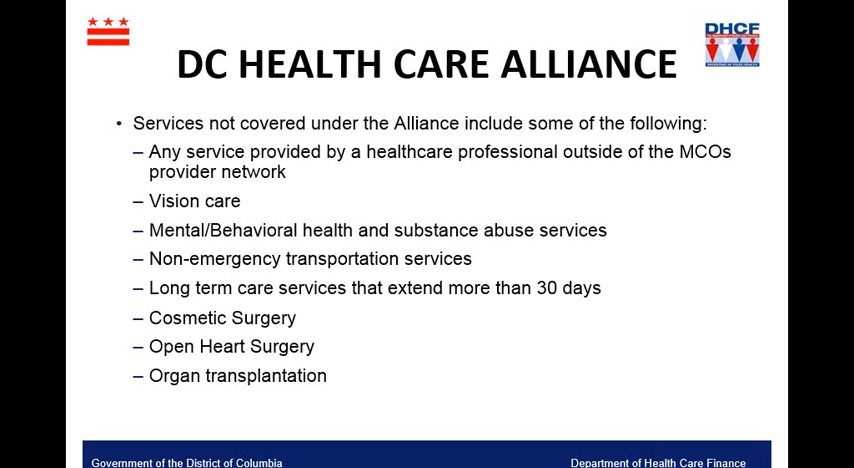 DHCF
DC HEALTH CARE ALLIANCE
• Services not covered under the Alliance include some of the following:
– Any service provided by a healthcare professional outside of the MCOs
provider network
– Vision care
– Mental/Behavioral health and substance abuse services
– Non-emergency transportation services
– Long term care services that extend more than 30 days
– Cosmetic Surgery
– Open Heart Surgery
– Organ transplantation
Government of the District of Columbia
Department of Health Care Finance